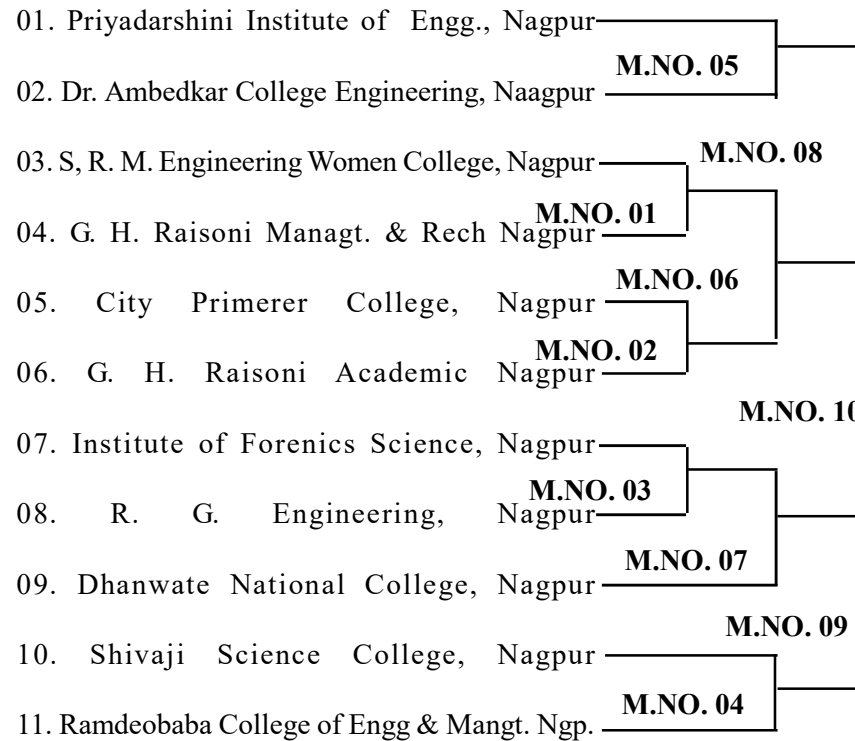 01. Priyadarshini Institute of Engg., Nagpur
M.NO. 05
02. Dr. Ambedkar College Engineering, Naagpur
03. S, R. M. Engineering Women College, Nagpur
M.NO. 08
M.NO. 01
04. G. H. Raisoni Managt. & Rech Nagpur
M.NO. 06
05. City Primerer College, Nagpur
M.NO. 02
06. G. H. Raisoni Academic Nagpur
M.NO. 10
07. Institute of Forenics Science, Nagpur
M.NO. 03
08. R. G. Engineering, Nagpur
M.NO. 07
09. Dhanwate National College, Nagpur
M.NO. 09
10. Shivaji Science College, Nagpur
M.NO. 04
11. Ramdeobaba College of Engg & Mangt. Ngp.